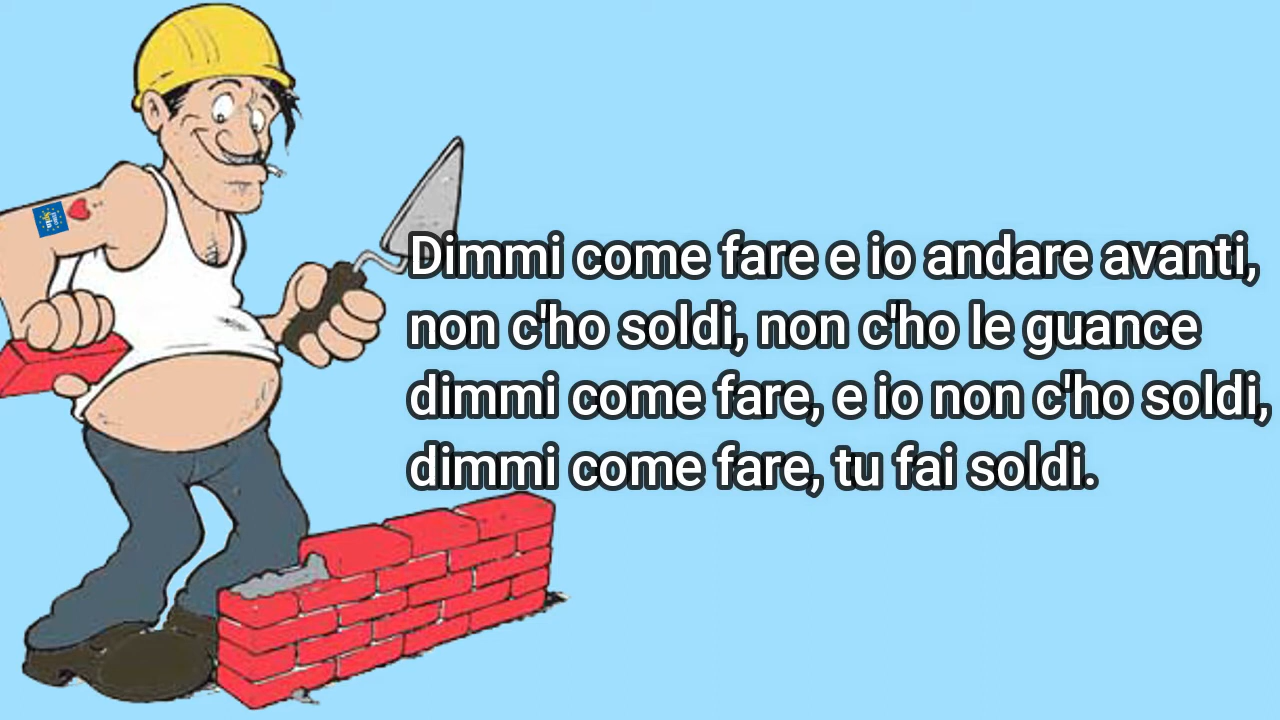 Dimmi come fare e io andare avanti,
non c'ho soldi, non c'ho le guance
dimmi come fare, e io non c'ho soldi,
dimmi come fare, tu fai soldi.